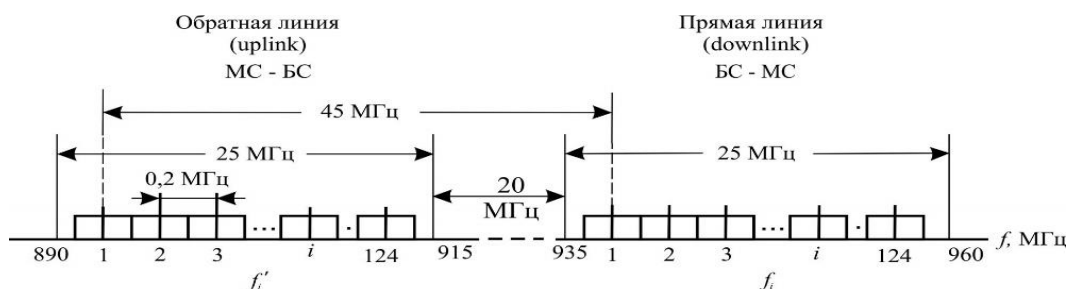 Обратная линия
(uplink)
МС - БС
Прямая линия
(downlink)
БС - МС
45 МГц
25 МГц
25 МГц
0,2 МГц
20
МГц
890 1 2 3 ... i . 124 915 935 1 2 3 ... i . 124 960 f, МГц
f_i' f_i